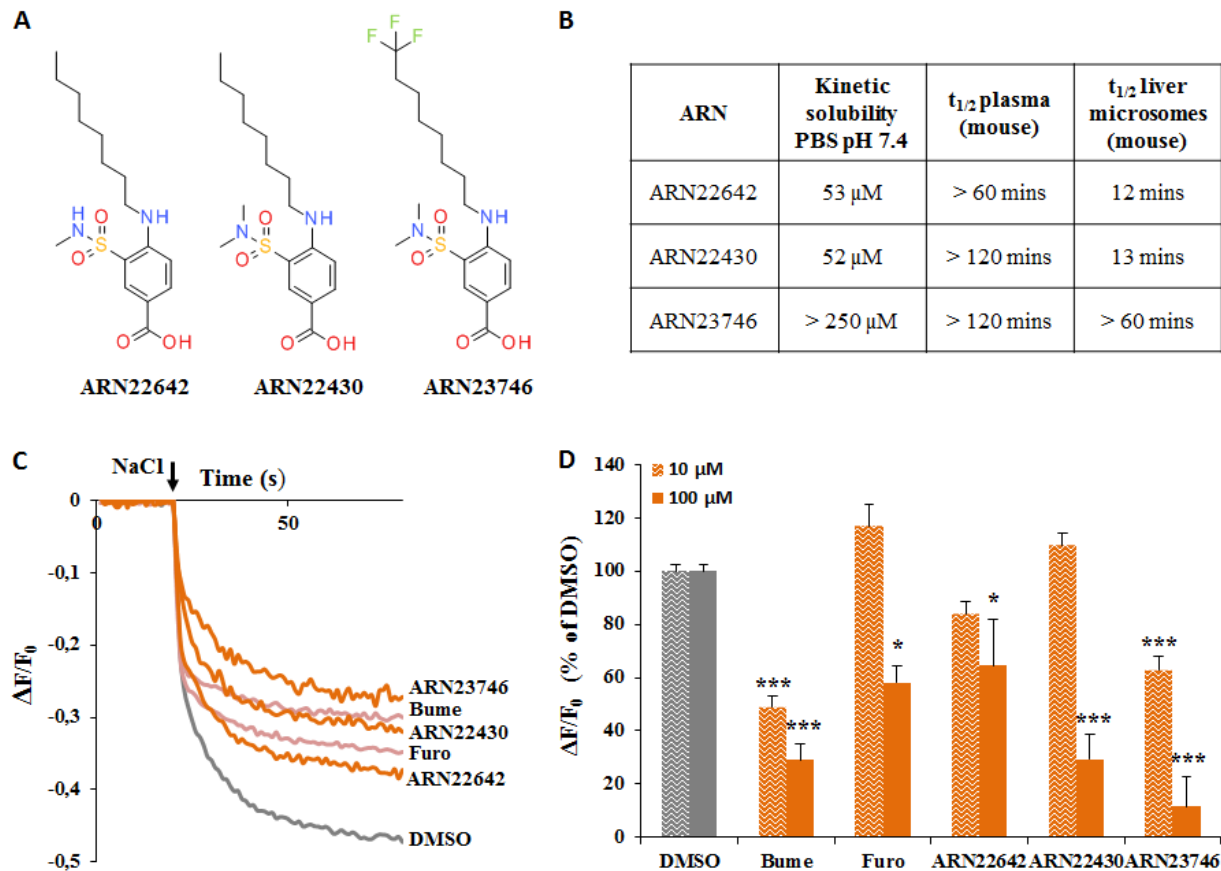 A
F
F
F
H
N
O
S
O
NH
O
OH
ARN22642
N
O
S
O
NH
O
OH
ARN22430
N
O
S
O
NH
O
OH
ARN23746
B
ARN
Kinetic
solubility
PBS pH 7.4
t1/2 plasma
(mouse)
t1/2 liver
microsomes
(mouse)
ARN22642
53 µM
> 60 mins
12 mins
ARN22430
52 µM
> 120 mins
13 mins
ARN23746
> 250 µM
> 120 mins
> 60 mins
C
NaCl
Time (s)
0
0
50
-0,1
-0,2
-0,3
-0,4
-0,5
ΔF/F0
ARN23746
Bume
ARN22430
Furo
ARN22642
DMSO
D
10 µM
100 µM
140
120
100
80
60
40
20
0
ΔF/F0 (% of DMSO)
***
***
*
*
***
***
***
DMSO
Bume
Furo
ARN22642
ARN22430
ARN23746